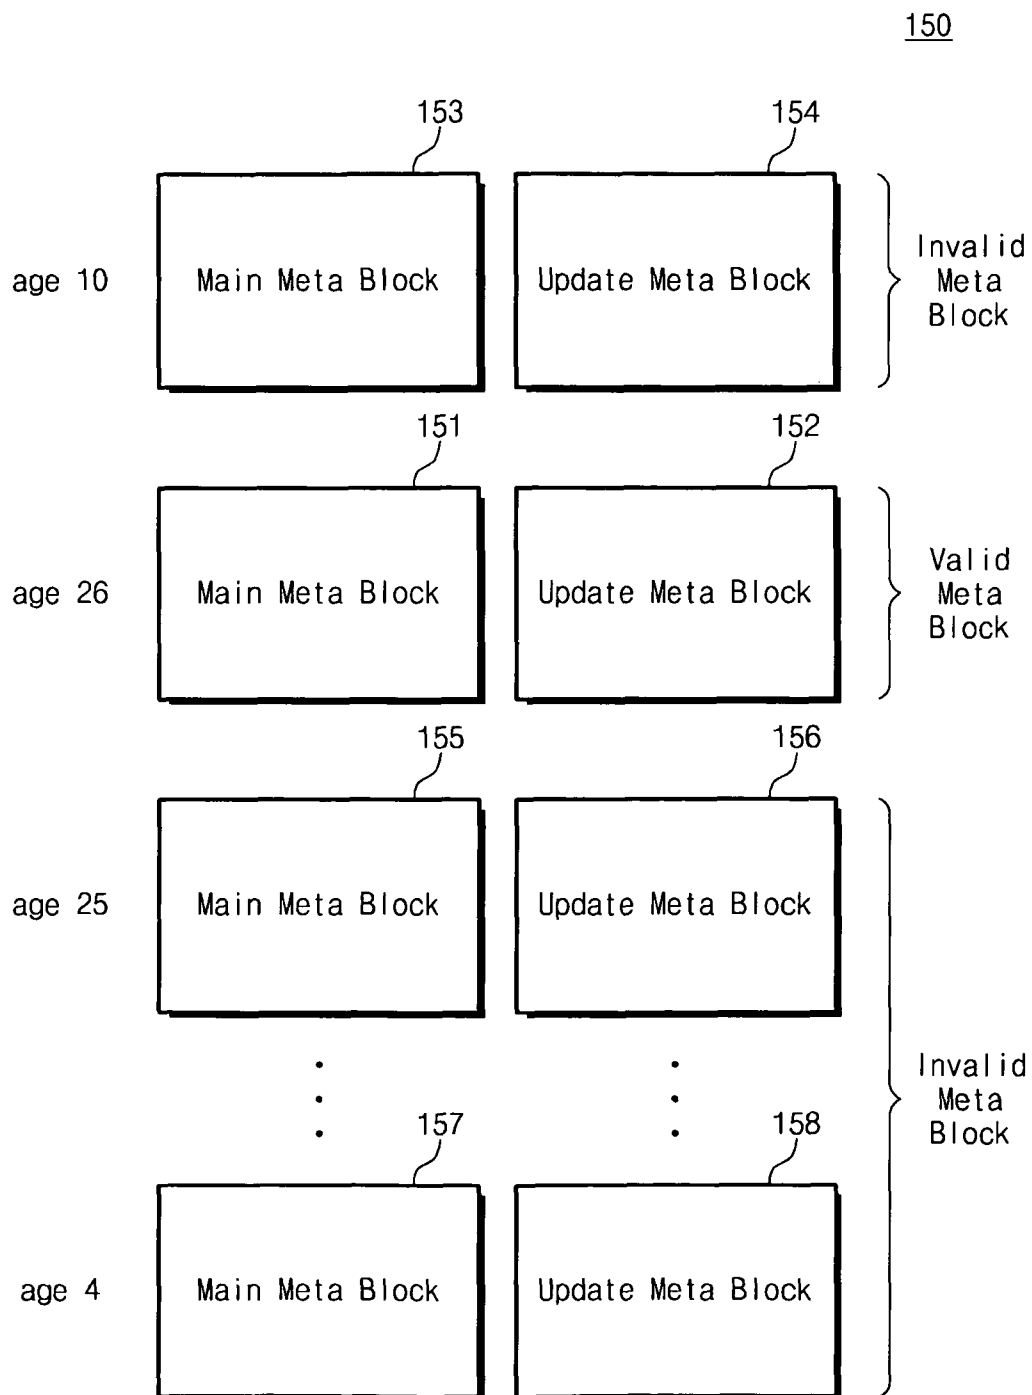 150
153
154
age 10
Main Meta Block
Update Meta Block
Invalid
Meta
Block
151
152
age 26
Main Meta Block
Update Meta Block
Valid
Meta
Block
155
156
age 25
Main Meta Block
Update Meta Block
Invalid
Meta
Block
157
158
age 4
Main Meta Block
Update Meta Block